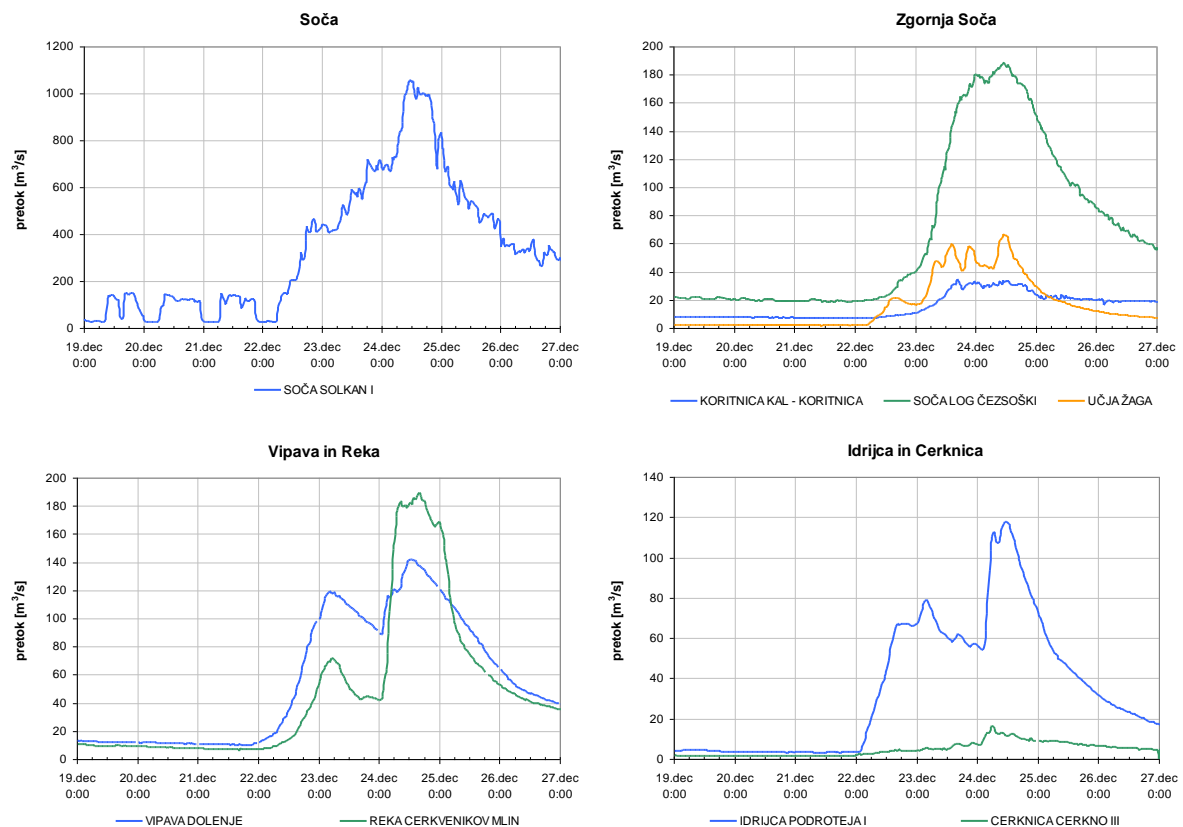 Soča
pretok [m³/s]
1200
1000
800
600
400
200
0
19.dec 20.dec 21.dec 22.dec 23.dec 24.dec 25.dec 26.dec 27.dec
0:00 0:00 0:00 0:00 0:00 0:00 0:00 0:00 0:00
SOČA SOLKAN I
Zgornja Soča
pretok [m³/s]
200
180
160
140
120
100
80
60
40
20
0
19.dec 20.dec 21.dec 22.dec 23.dec 24.dec 25.dec 26.dec 27.dec
0:00 0:00 0:00 0:00 0:00 0:00 0:00 0:00 0:00
KORITNICA KAL - KORITNICA SOČA LOG ČEZSOŠKI UČJA ŽAGA
Vipava in Reka
pretok [m³/s]
200
180
160
140
120
100
80
60
40
20
0
19.dec 20.dec 21.dec 22.dec 23.dec 24.dec 25.dec 26.dec 27.dec
0:00 0:00 0:00 0:00 0:00 0:00 0:00 0:00 0:00
VIPAVA DOLENJE REKA CERKVENIKOV MLIN
Idrijca in Cerknica
pretok [m³/s]
140
120
100
80
60
40
20
0
19.dec 20.dec 21.dec 22.dec 23.dec 24.dec 25.dec 26.dec 27.dec
0:00 0:00 0:00 0:00 0:00 0:00 0:00 0:00 0:00
IDRIJCA PODROTEJA I CERKNICA CERKNO III